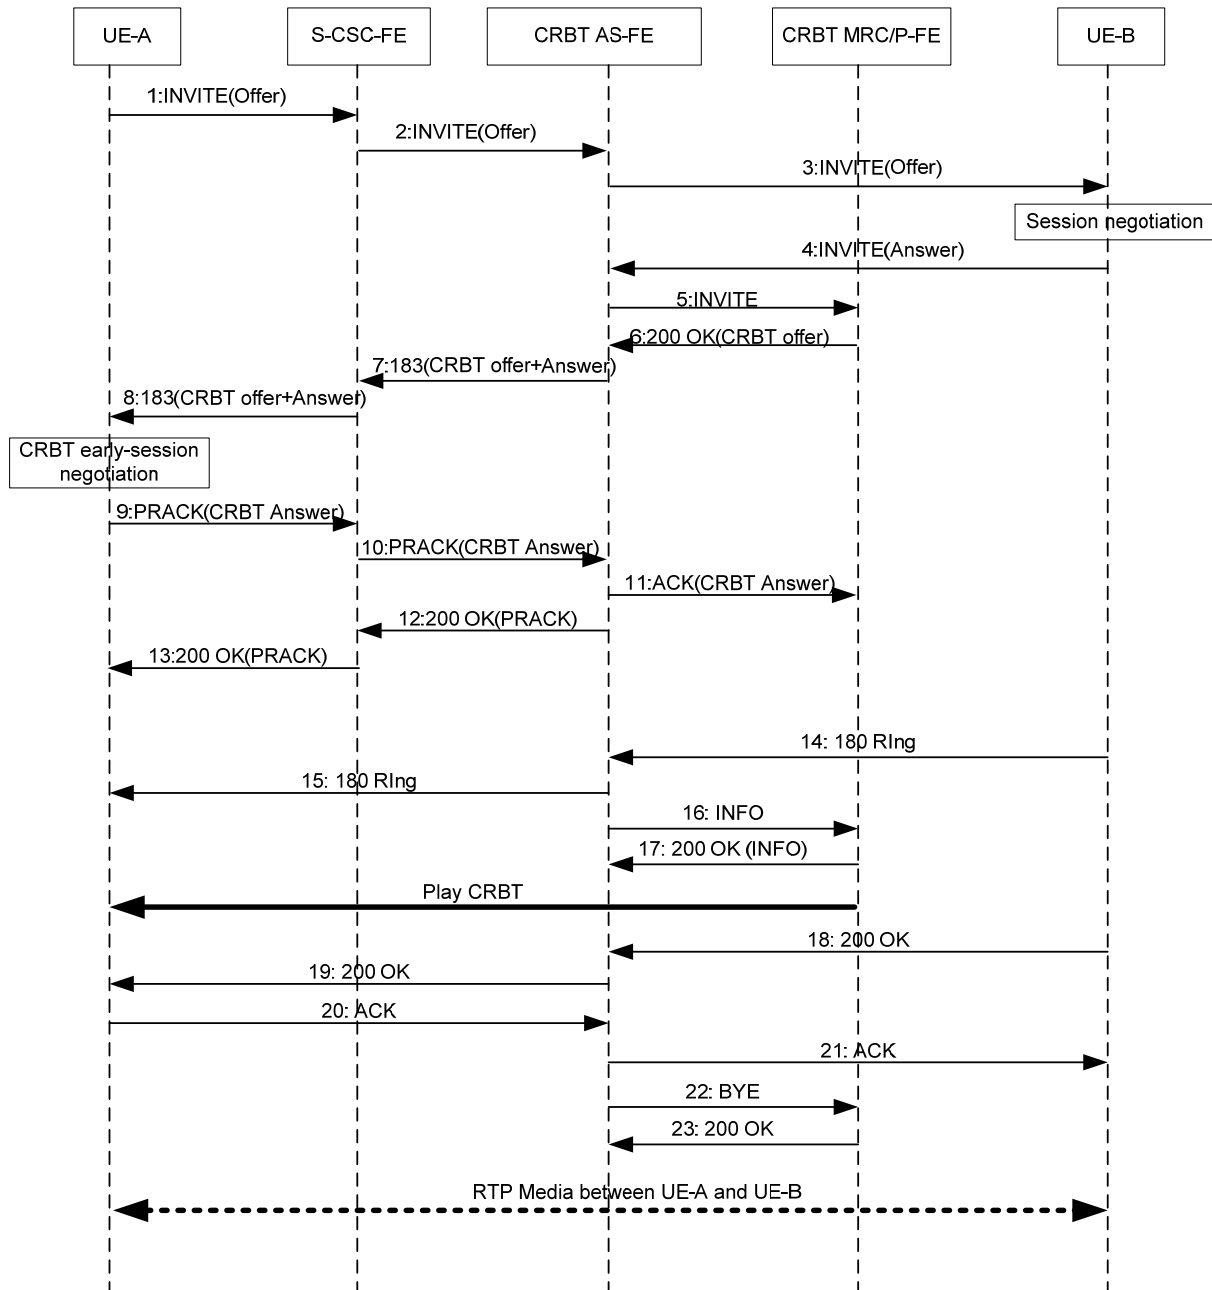 UE-A
S-CSC-FE
CRBT AS-FE
CRBT MRC/P-FE
UE-B
1:INVITE(Offer)
2:INVITE(Offer)
3:INVITE(Offer)
Session negotiation
4:INVITE(Answer)
5:INVITE
6:200 OK(CRBT offer)
7:183(CRBT offer+Answer)
8:183(CRBT offer+Answer)
CRBT early-session
negotiation
9:PRACK(CRBT Answer)
10:PRACK(CRBT Answer)
11:ACK(CRBT Answer)
12:200 OK(PRACK)
13:200 OK(PRACK)
14: 180 RIng
15: 180 RIng
16: INFO
17: 200 OK (INFO)
Play CRBT
18: 200 OK
19: 200 OK
20: ACK
21: ACK
22: BYE
23: 200 OK
RTP Media between UE-A and UE-B